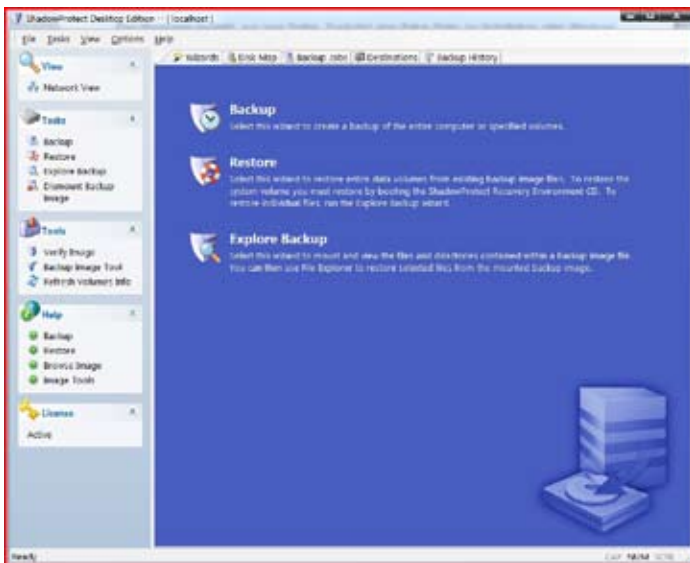 ShadowProtect Desktop Edition - [localhost]
File Tasks View Options Help
View
Network View
Tasks
Backup
Restore
Explore Backup
Dismount Backup
Image
Tools
Verify Image
Backup Image Tool
Refresh Volumes Info
Help
Backup
Restore
Browse Image
Image Tools
License
Active
Wizards Disk Map Backup Jobs Destinations Backup History
Backup
Select this wizard to create a backup of the entire computer or specified volumes.
Restore
Select this wizard to restore entire data volumes from existing backup image files. To restore the
system volume you must restore by booting the ShadowProtect Recovery Environment CD. To
restore individual files, run the Explore Backup wizard.
Explore Backup
Select this wizard to mount and view the files and directories contained within a backup image file.
You can then use File Explorer to restore selected files from the mounted backup image.
Ready
CAP NUM SCRL